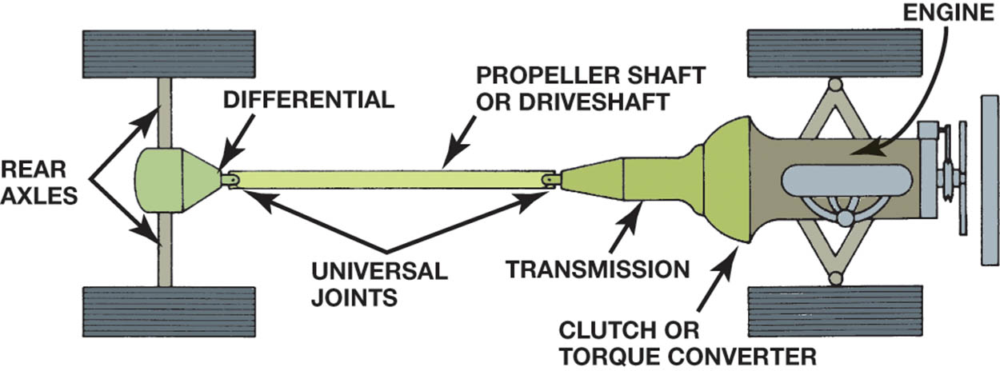 ENGINE
PROPELLER SHAFT
OR DRIVESHAFT
DIFFERENTIAL
REAR
AXLES
UNIVERSAL
JOINTS
TRANSMISSION
CLUTCH OR
TORQUE CONVERTER